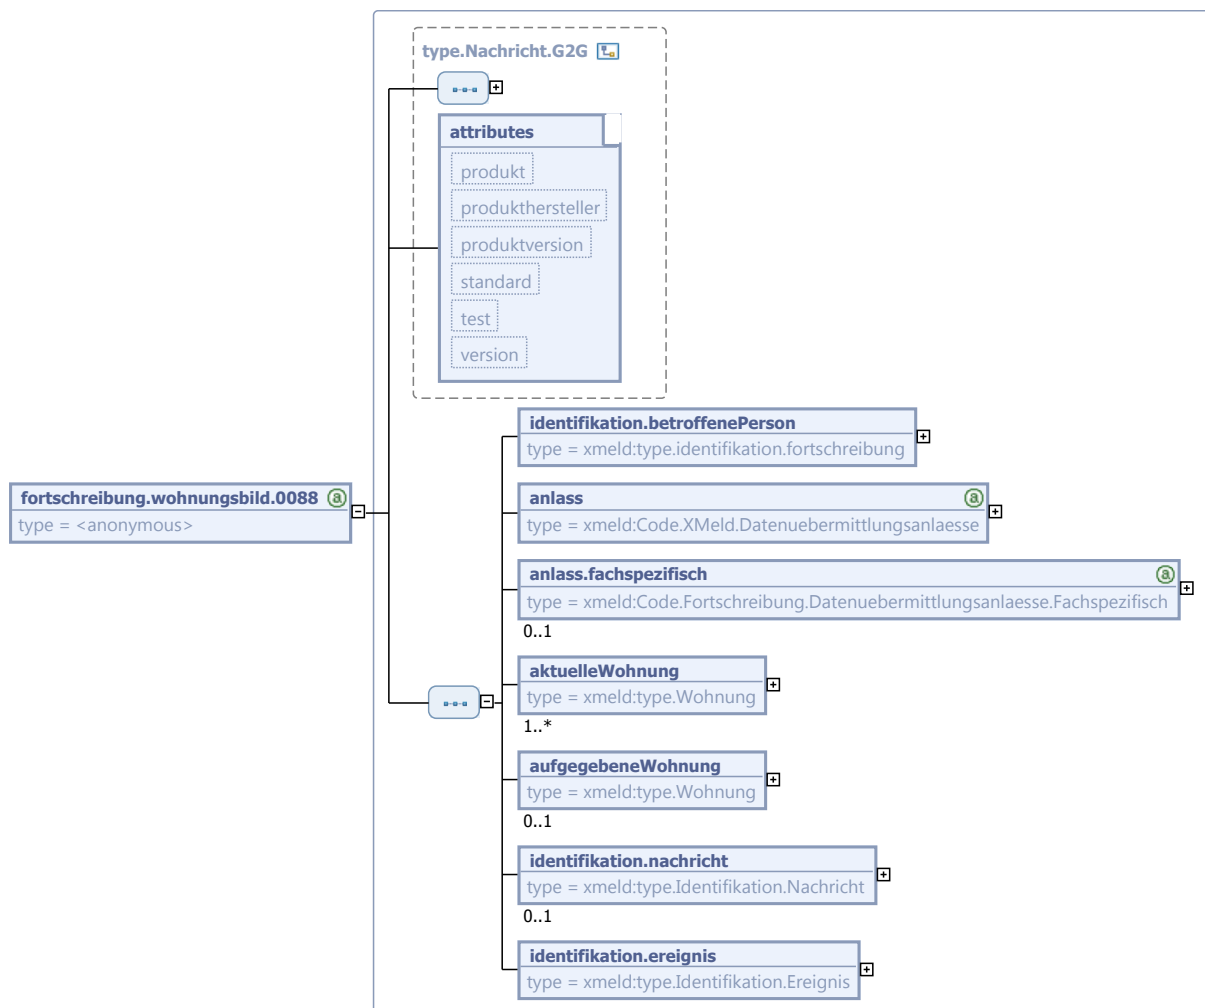 type.Nachricht.G2G
attributes
produkt
produkthersteller
produktversion
standard
test
version
fortschreibung.wohnungsbild.0088 a
type = <anonymous>
identifikation.betroffenePerson
type = xmeld:type.identifikation.fortschreibung
anlass a
type = xmeld:Code.XMeld.Datenuebermittlungsanlaesse
anlass.fachspezifisch a
type = xmeld:Code.Fortschreibung.Datenuebermittlungsanlaesse.Fachspezifisch
0..1
aktuelleWohnung
type = xmeld:type.Wohnung
1..*
aufgegebeneWohnung
type = xmeld:type.Wohnung
0..1
identifikation.nachricht
type = xmeld:type.Identifikation.Nachricht
0..1
identifikation.ereignis
type = xmeld:type.Identifikation.Ereignis